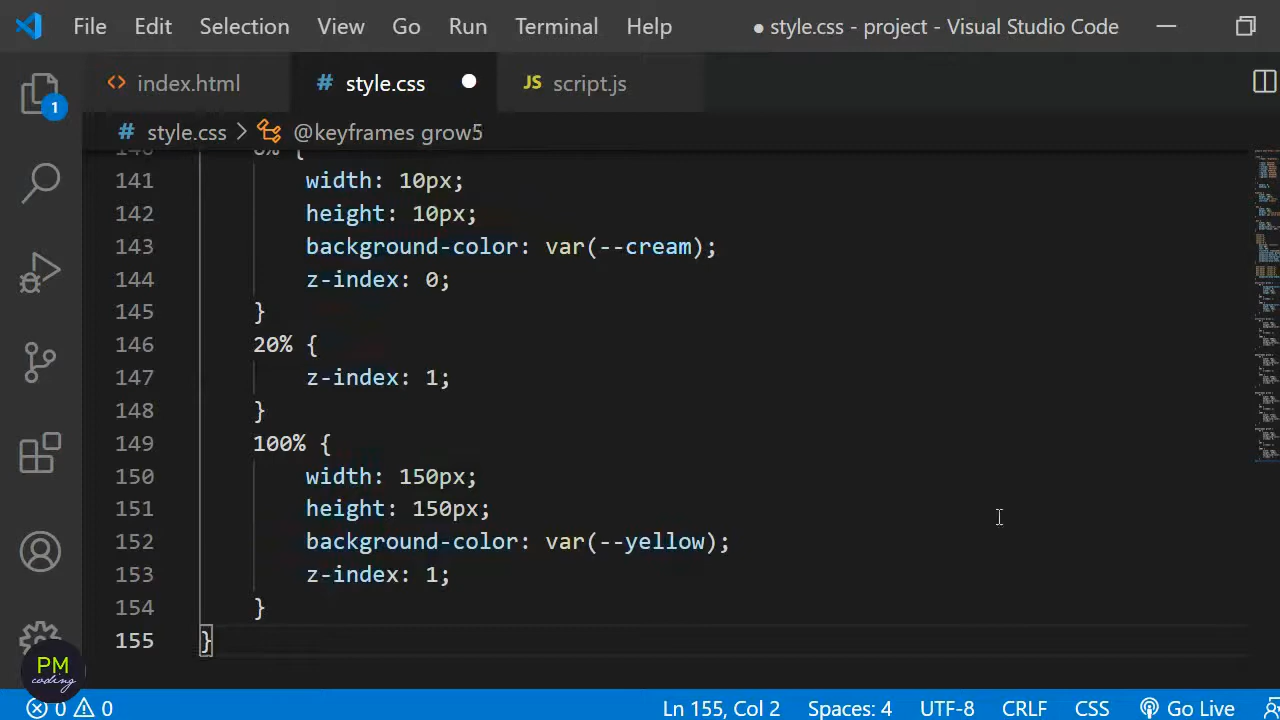 File Edit Selection View Go Run Terminal Help ● style.css - project - Visual Studio Code
1
<> index.html # style.css ● JS script.js
# style.css > @keyframes grow5
141 width: 10px;
142 height: 10px;
143 background-color: var(--cream);
144 z-index: 0;
145 }
146 20% {
147 z-index: 1;
148 }
149 100% {
150 width: 150px;
151 height: 150px;
152 background-color: var(--yellow);
153 z-index: 1;
154 }
155 }
PM
coding
0 0 Ln 155, Col 2 Spaces: 4 UTF-8 CRLF CSS Go Live